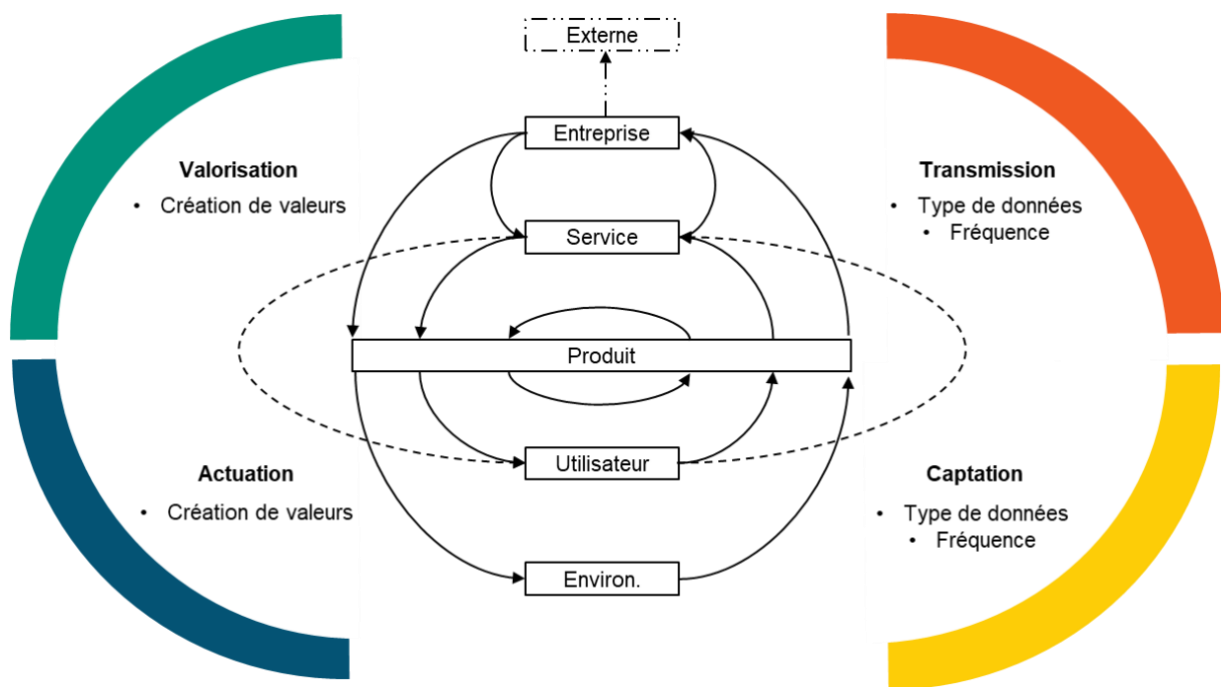 Externe
Entreprise
Valorisation
• Création de valeurs
Transmission
• Type de données
• Fréquence
Service
Produit
Utilisateur
Actuation
• Création de valeurs
Captation
• Type de données
• Fréquence
Environ.